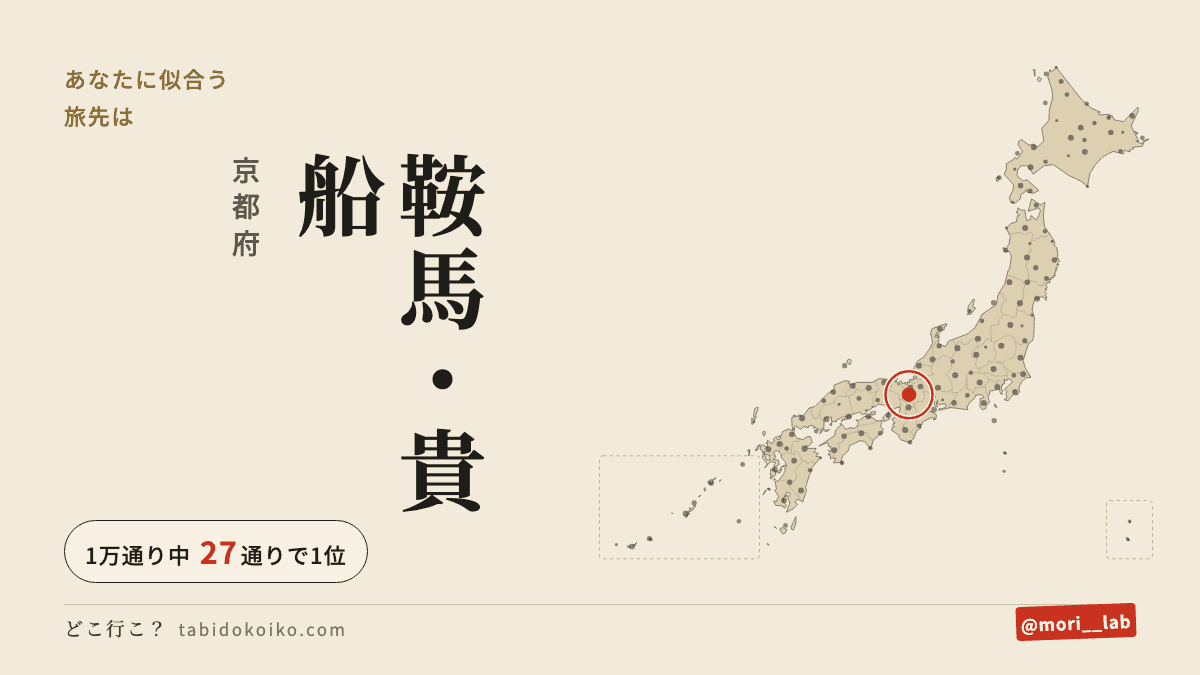 あなたに似合う
旅先は
鞍馬・貴
船
京都府
1万通り中 27通りで1位
どこ行こ？ tabidokoiko.com
@mori__lab